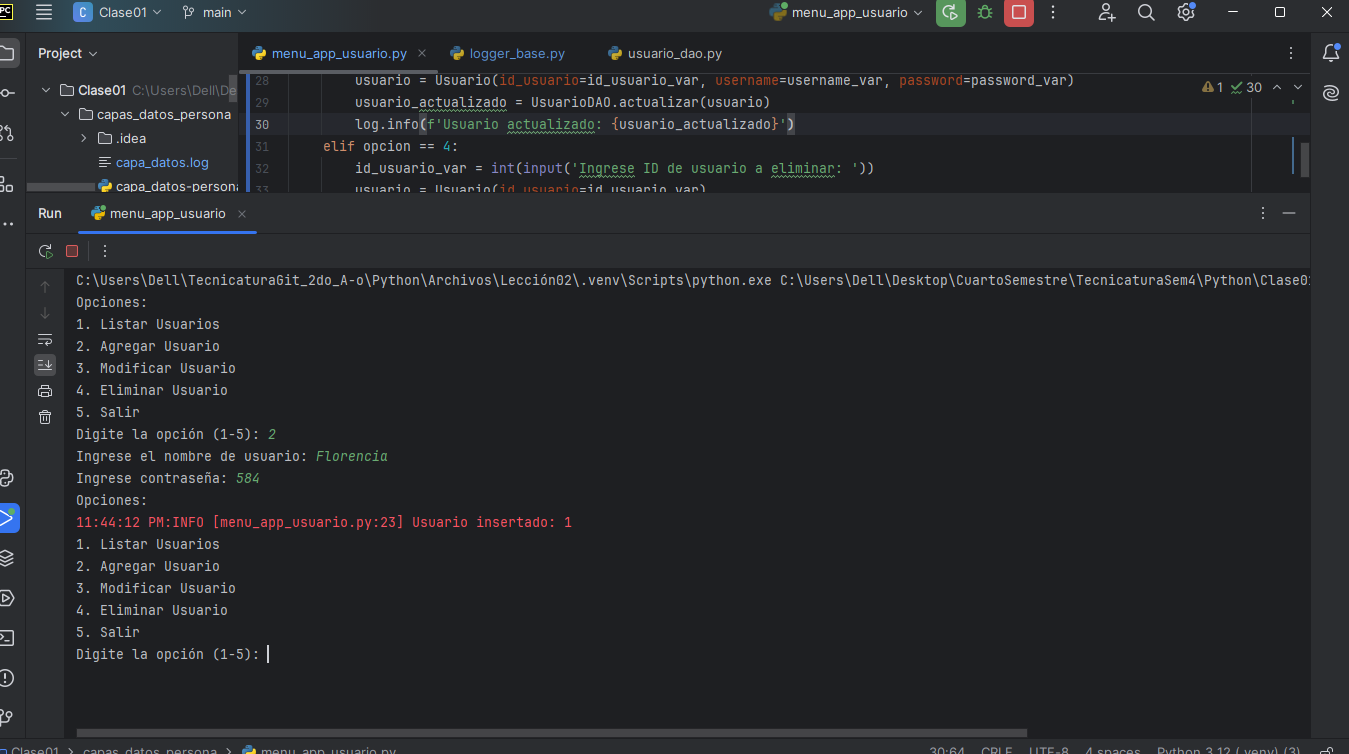 PC
C Clase01 main menu_app_usuario
Project menu_app_usuario.py logger_base.py usuario_dao.py
Clase01 C:\Users\Dell\De
capas_datos_persona
.idea
capa_datos.log
capa_datos-persona
28 usuario = Usuario(id_usuario=id_usuario_var, username=username_var, password=password_var)
29 usuario_actualizado = UsuarioDAO.actualizar(usuario)
30 log.info(f'Usuario actualizado: {usuario_actualizado}')
31 elif opcion == 4:
32 id_usuario_var = int(input('Ingrese ID de usuario a eliminar: '))
33 usuario = Usuario(id_usuario=id_usuario_var)
1 30
Run menu_app_usuario
C:\Users\Dell\TecnicaturaGit_2do_A-o\Python\Archivos\Lección02\.venv\Scripts\python.exe C:\Users\Dell\Desktop\CuartoSemestre\TecnicaturaSem4\Python\Clase01
Opciones:
1. Listar Usuarios
2. Agregar Usuario
3. Modificar Usuario
4. Eliminar Usuario
5. Salir
Digite la opción (1-5): 2
Ingrese el nombre de usuario: Florencia
Ingrese contraseña: 584
Opciones:
11:44:12 PM:INFO [menu_app_usuario.py:23] Usuario insertado: 1
1. Listar Usuarios
2. Agregar Usuario
3. Modificar Usuario
4. Eliminar Usuario
5. Salir
Digite la opción (1-5):
Clase01 > capas_datos_persona > menu_app_usuario.py 30:64 CRLF UTF-8 4 spaces Python 3.12 (.venv) (3)